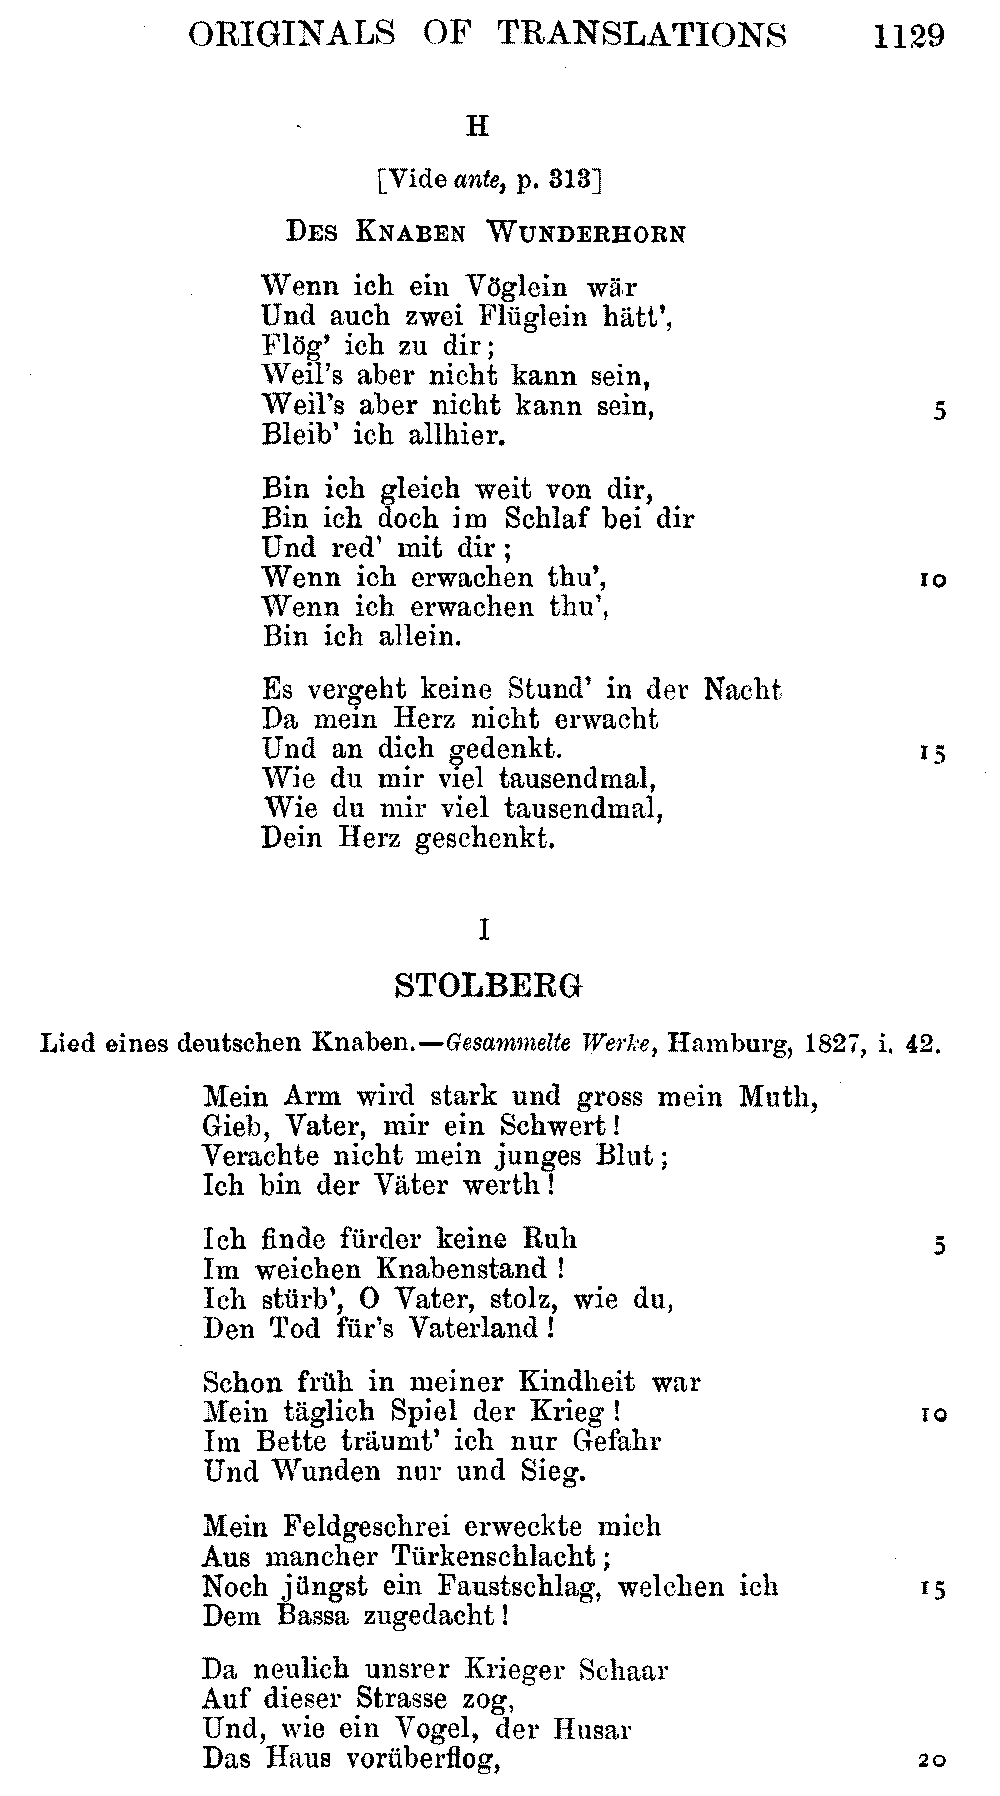 ORIGINALS OF TRANSLATIONS 1129
H
[Vide ante, p. 313]
DES KNABEN WUNDERHORN
Wenn ich ein Vöglein wär
Und auch zwei Flüglein hätt',
Flög' ich zu dir;
Weil's aber nicht kann sein,
Weil's aber nicht kann sein, 5
Bleib' ich allhier.
Bin ich gleich weit von dir,
Bin ich doch im Schlaf bei dir
Und red' mit dir;
Wenn ich erwachen thu', 10
Wenn ich erwachen thu',
Bin ich allein.
Es vergeht keine Stund' in der Nacht
Da mein Herz nicht erwacht
Und an dich gedenkt. 15
Wie du mir viel tausendmal,
Wie du mir viel tausendmal,
Dein Herz geschenkt.
I
STOLBERG
Lied eines deutschen Knaben.—Gesammelte Werke, Hamburg, 1827, i. 42.
Mein Arm wird stark und gross mein Muth,
Gieb, Vater, mir ein Schwert!
Verachte nicht mein junges Blut;
Ich bin der Väter werth!
Ich finde fürder keine Ruh 5
Im weichen Knabenstand!
Ich stürb', O Vater, stolz, wie du,
Den Tod für's Vaterland!
Schon früh in meiner Kindheit war
Mein täglich Spiel der Krieg! 10
Im Bette träumt' ich nur Gefahr
Und Wunden nur und Sieg.
Mein Feldgeschrei erweckte mich
Aus mancher Türkenschlacht;
Noch jüngst ein Faustschlag, welchen ich 15
Dem Bassa zugedacht!
Da neulich unsrer Krieger Schaar
Auf dieser Strasse zog,
Und, wie ein Vogel, der Husar
Das Haus vorüberflog, 20